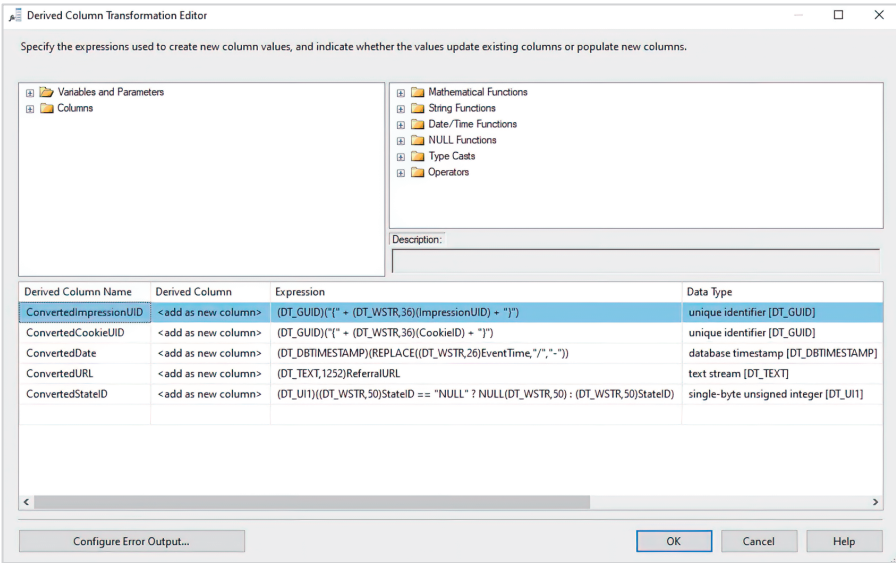 Derived Column Transformation Editor
Specify the expressions used to create new column values, and indicate whether the values update existing columns or populate new columns.
Variables and Parameters
Columns
Mathematical Functions
String Functions
Date/Time Functions
NULL Functions
Type Casts
Operators
Description:
Derived Column Name Derived Column Expression Data Type
ConvertedImpressionUID <add as new column> (DT_GUID)("{" + (DT_WSTR,36)(ImpressionUID) + "}") unique identifier [DT_GUID]
ConvertedCookieUID <add as new column> (DT_GUID)("{" + (DT_WSTR,36)(CookieID) + "}") unique identifier [DT_GUID]
ConvertedDate <add as new column> (DT_DBTIMESTAMP)(REPLACE((DT_WSTR,26)EventTime,"/","-")) database timestamp [DT_DBTIMESTAMP]
ConvertedURL <add as new column> (DT_TEXT,1252)ReferralURL text stream [DT_TEXT]
ConvertedStateID <add as new column> (DT_UI1)((DT_WSTR,50)StateID == "NULL" ? NULL(DT_WSTR,50) : (DT_WSTR,50)StateID) single-byte unsigned integer [DT_UI1]
Configure Error Output... OK Cancel Help